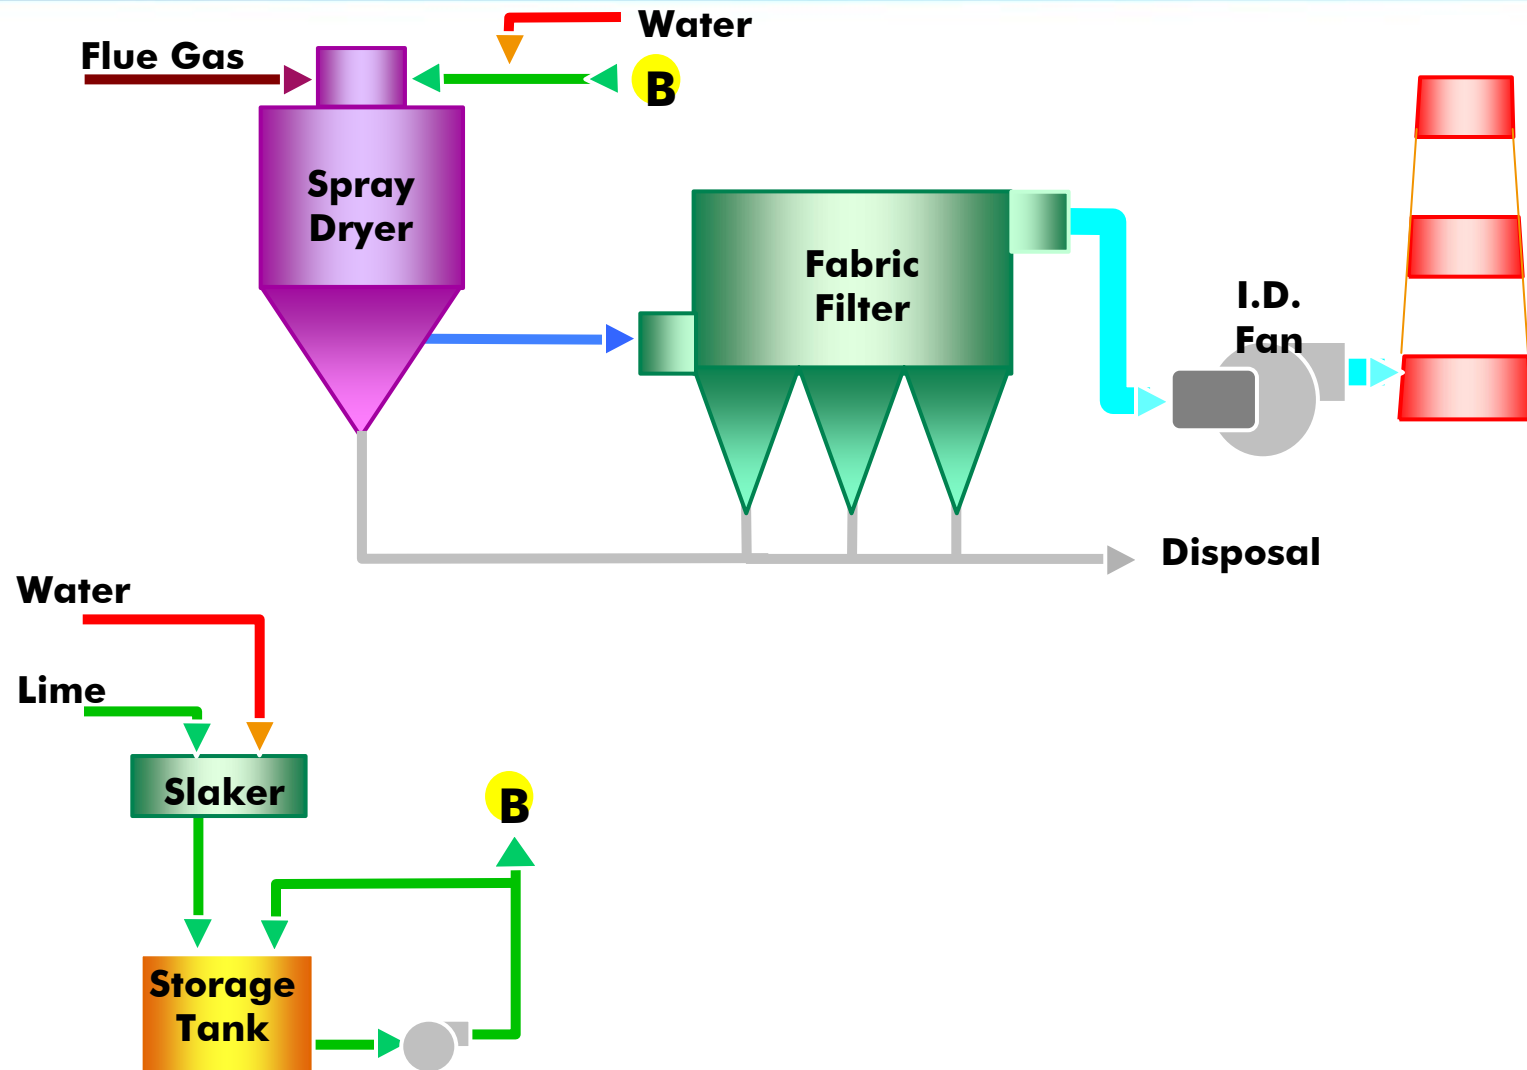 Water
Flue Gas
B
Spray
Dryer
Fabric
Filter
I.D.
Fan
Disposal
Water
Lime
Slaker
B
Storage
Tank